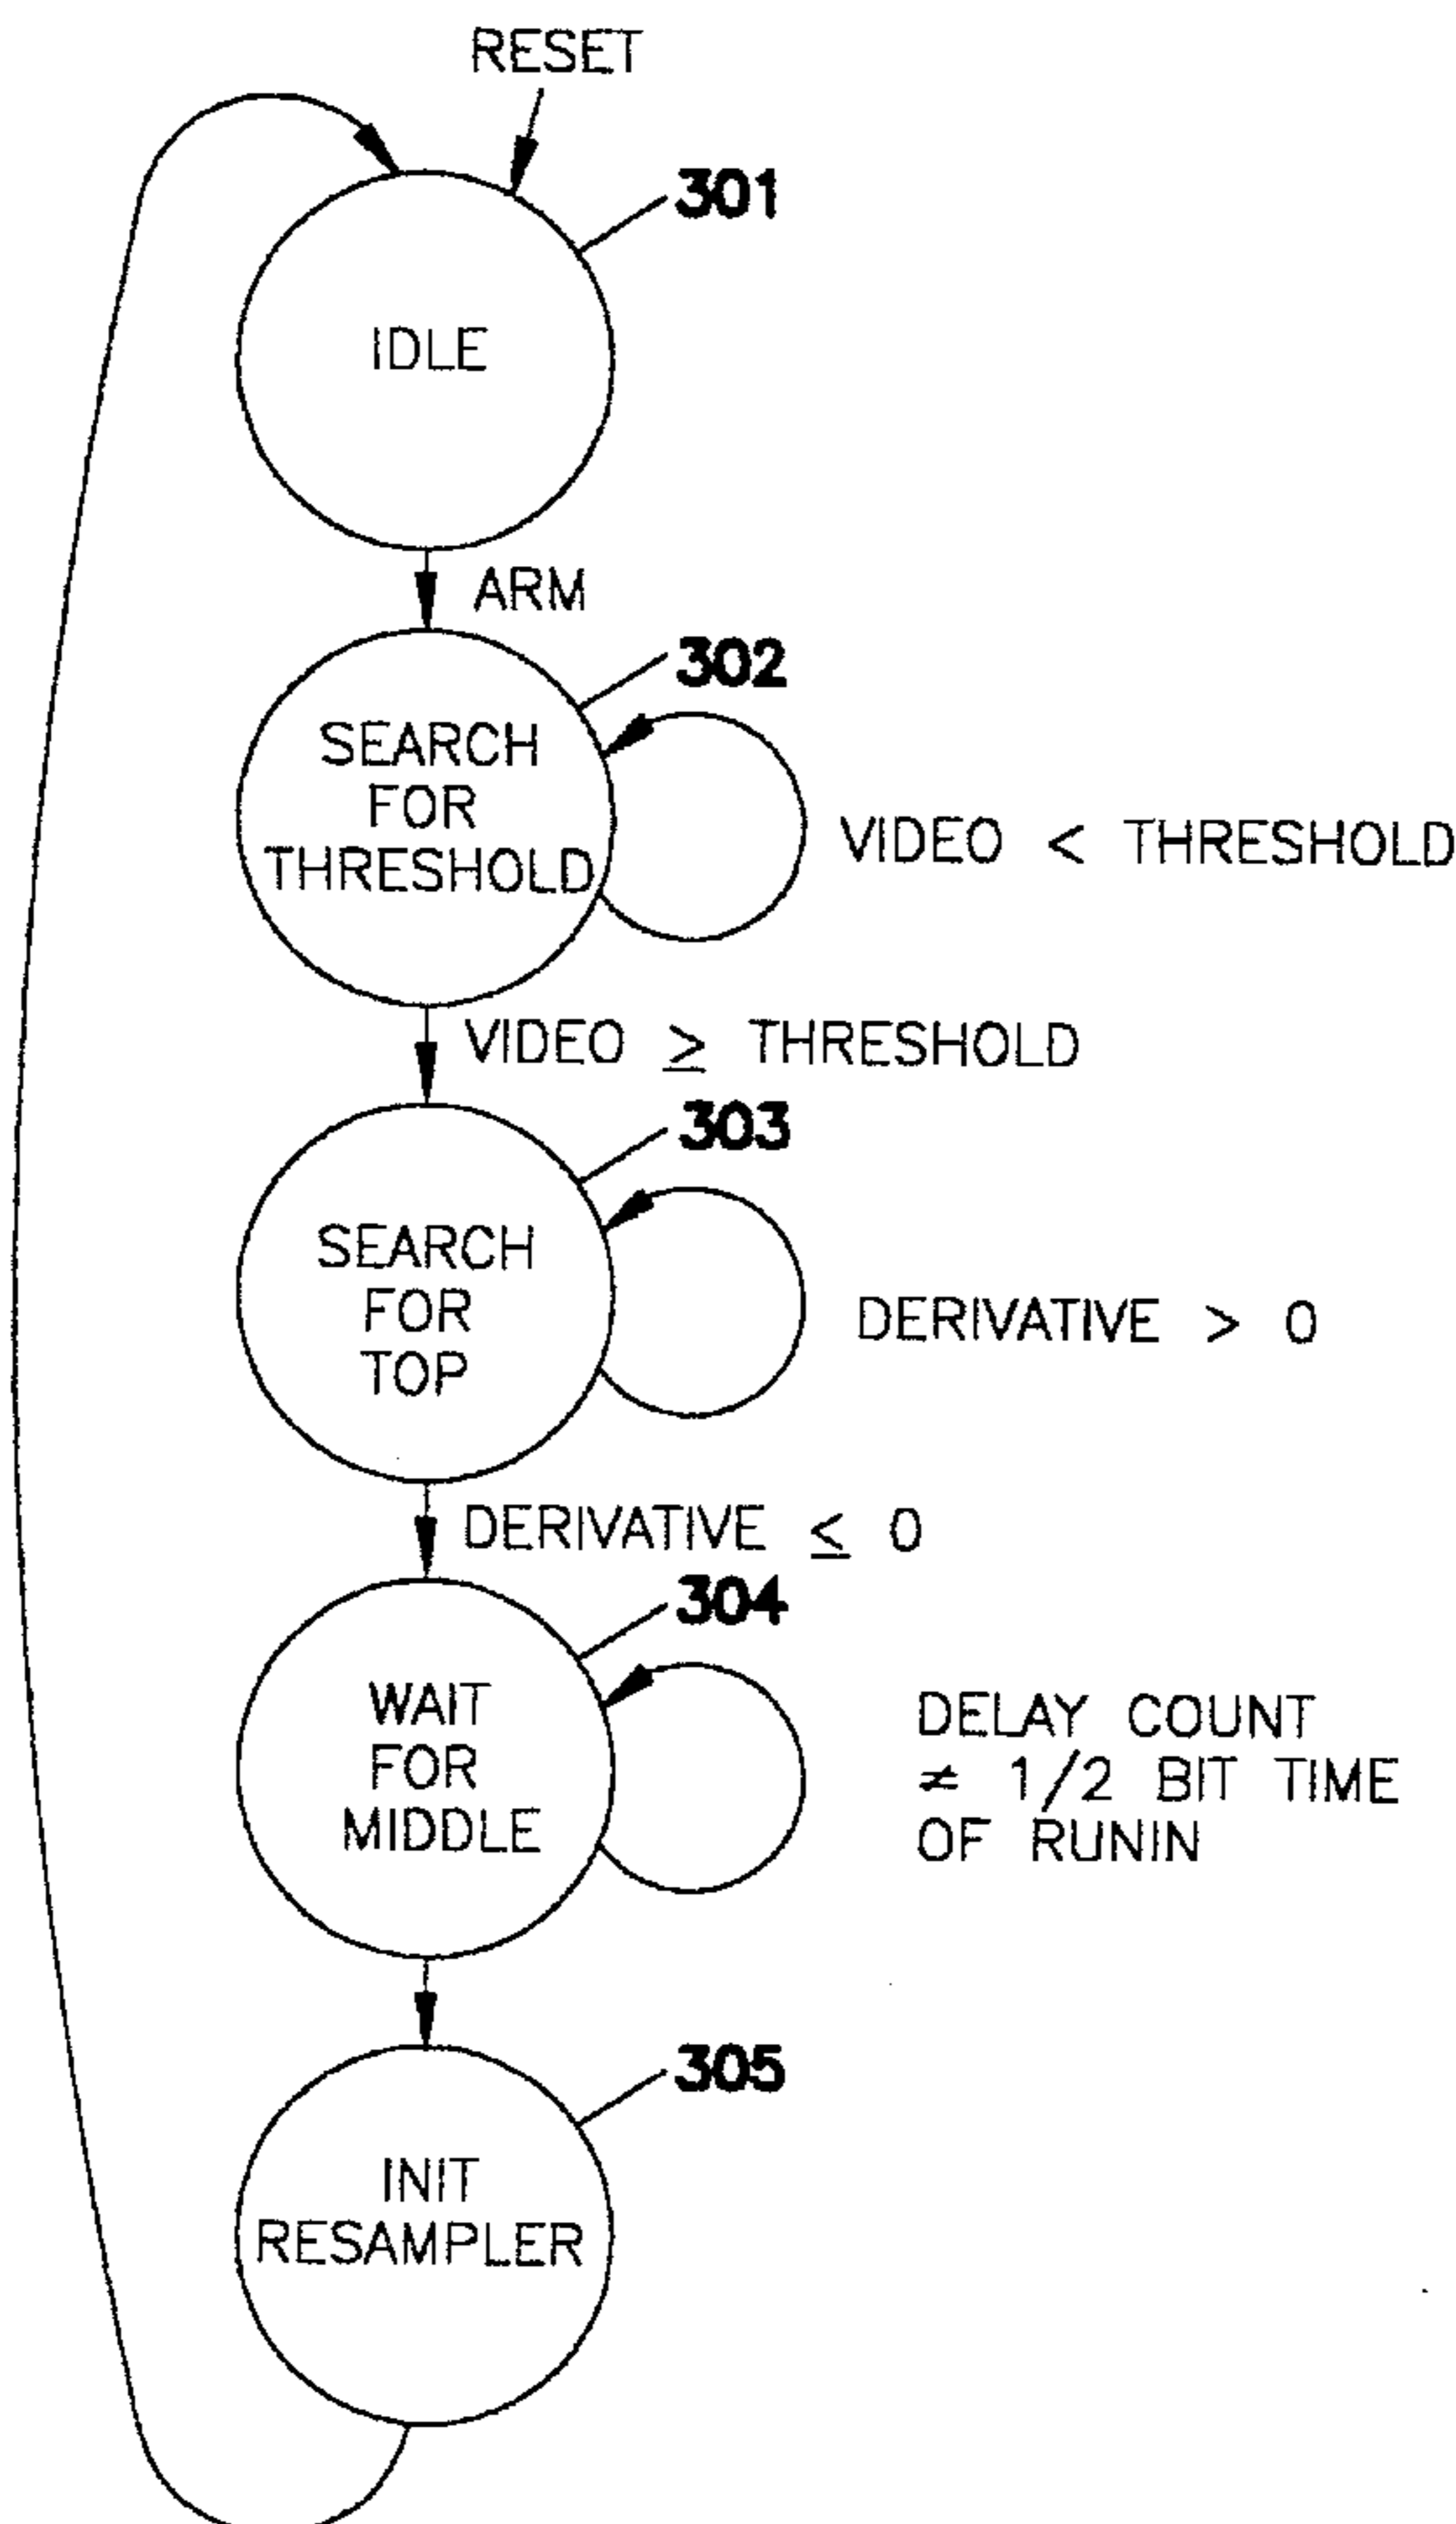 RESET
301
IDLE
ARM
302
SEARCH
FOR
THRESHOLD
VIDEO < THRESHOLD
VIDEO ≥ THRESHOLD
303
SEARCH
FOR
TOP
DERIVATIVE > 0
DERIVATIVE ≤ 0
304
WAIT
FOR
MIDDLE
DELAY COUNT
≠ 1/2 BIT TIME
OF RUNIN
305
INIT
RESAMPLER